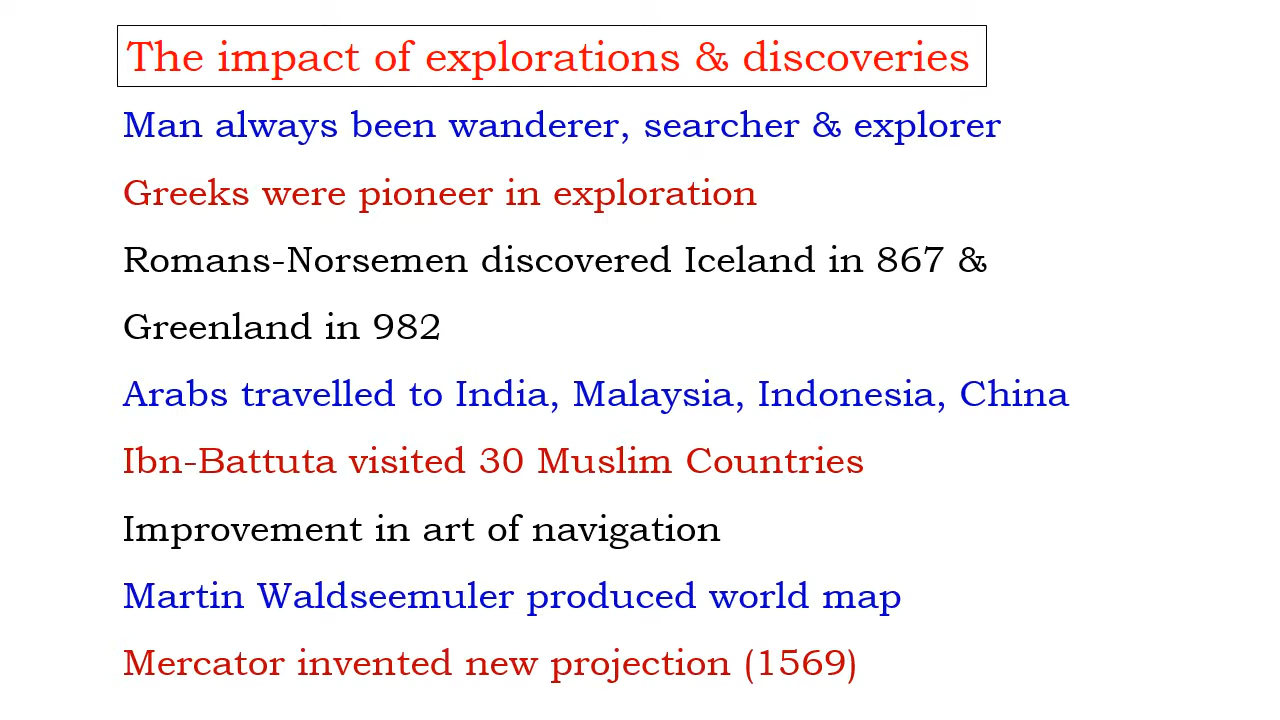 The impact of explorations & discoveries
Man always been wanderer, searcher & explorer
Greeks were pioneer in exploration
Romans-Norsemen discovered Iceland in 867 &
Greenland in 982
Arabs travelled to India, Malaysia, Indonesia, China
Ibn-Battuta visited 30 Muslim Countries
Improvement in art of navigation
Martin Waldseemuler produced world map
Mercator invented new projection (1569)